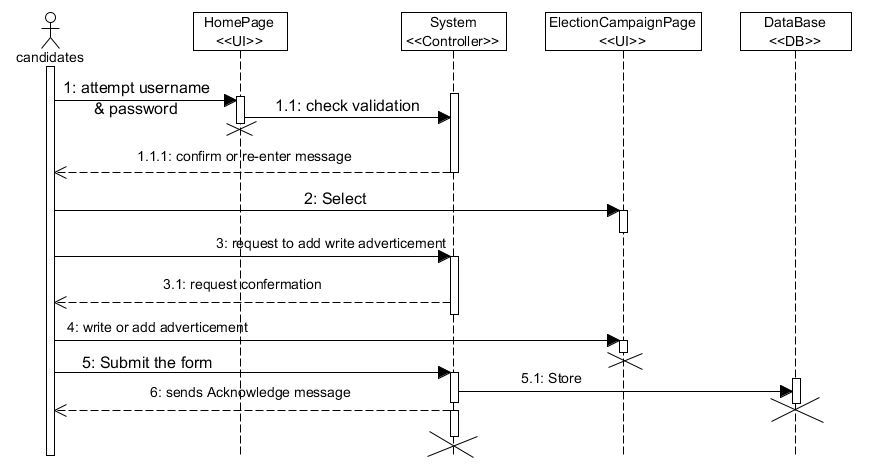 HomePage
<<UI>>
System
<<Controller>>
ElectionCampaignPage
<<UI>>
DataBase
<<DB>>
candidates
1: attempt username
& password
1.1: check validation
1.1.1: confirm or re-enter message
2: Select
3: request to add write adverticement
3.1: request confermation
4: write or add adverticement
5: Submit the form
5.1: Store
6: sends Acknowledge message